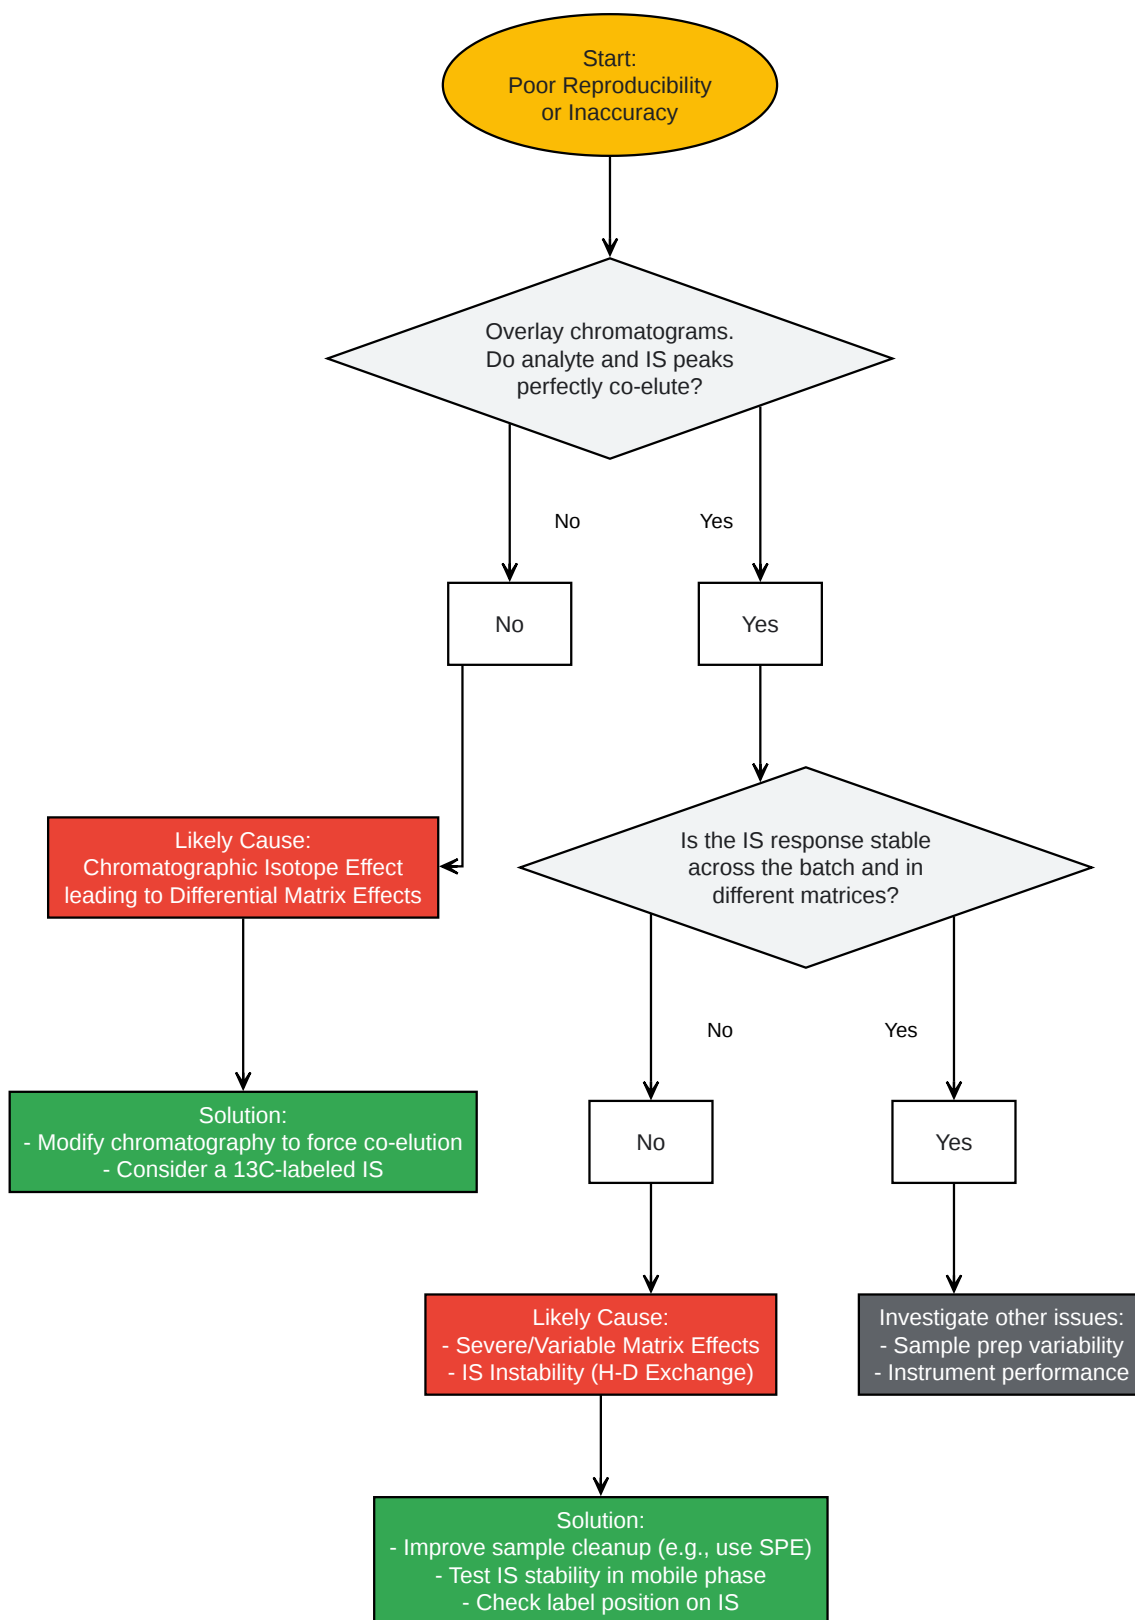 Start:
Poor Reproducibility
or Inaccuracy
Overlay chromatograms.
Do analyte and IS peaks
perfectly co-elute?
No
Yes
No
Yes
Likely Cause:
Chromatographic Isotope Effect
leading to Differential Matrix Effects
Is the IS response stable
across the batch and in
different matrices?
No
Yes
Solution:
- Modify chromatography to force co-elution
- Consider a 13C-labeled IS
No
Yes
Likely Cause:
- Severe/Variable Matrix Effects
- IS Instability (H-D Exchange)
Investigate other issues:
- Sample prep variability
- Instrument performance
Solution:
- Improve sample cleanup (e.g., use SPE)
- Test IS stability in mobile phase
- Check label position on IS